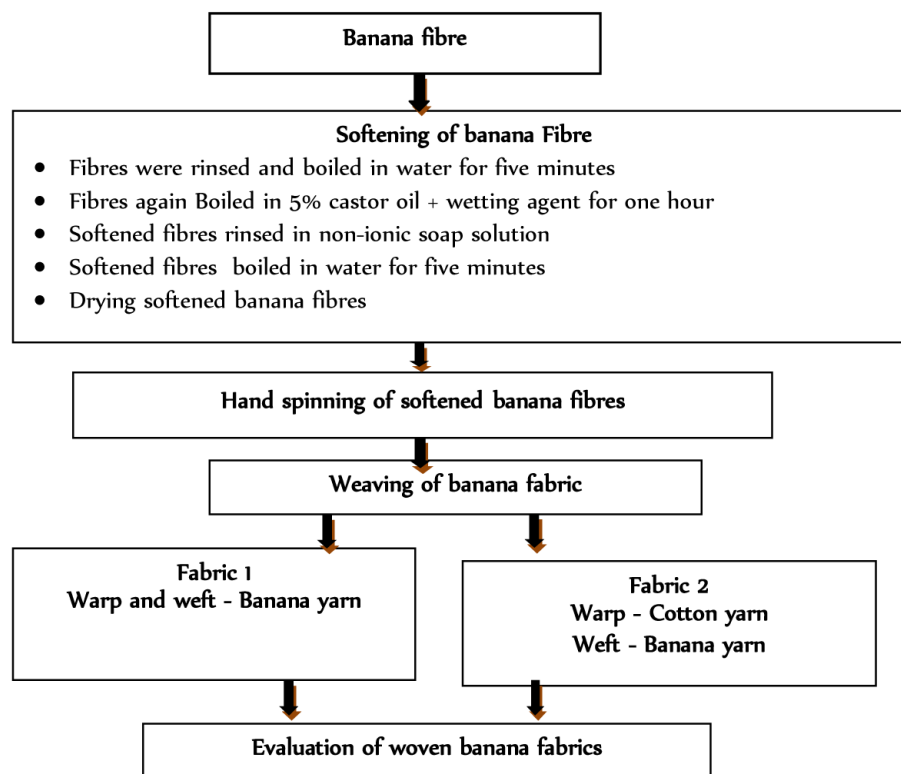 Banana fibre
Softening of banana Fibre
• Fibres were rinsed and boiled in water for five minutes
• Fibres again Boiled in 5% castor oil + wetting agent for one hour
• Softened fibres rinsed in non-ionic soap solution
• Softened fibres boiled in water for five minutes
• Drying softened banana fibres
Hand spinning of softened banana fibres
Weaving of banana fabric
Fabric 1
Warp and weft - Banana yarn
Fabric 2
Warp - Cotton yarn
Weft - Banana yarn
Evaluation of woven banana fabrics